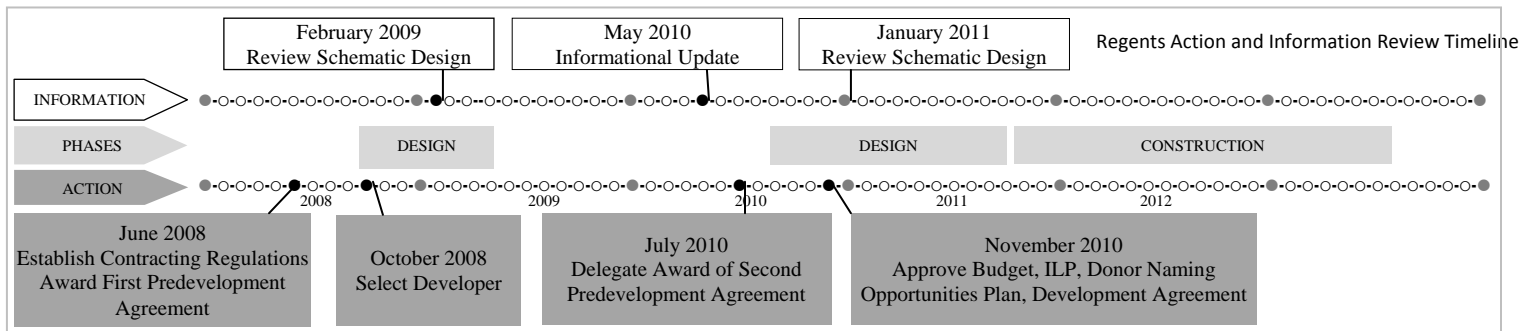 February 2009
Review Schematic Design
May 2010
Informational Update
January 2011
Review Schematic Design
Regents Action and Information Review Timeline
INFORMATION
PHASES
DESIGN
DESIGN
CONSTRUCTION
ACTION
2008
2009
2010
2011
2012
June 2008
Establish Contracting Regulations
Award First Predevelopment
Agreement
October 2008
Select Developer
July 2010
Delegate Award of Second
Predevelopment Agreement
November 2010
Approve Budget, ILP, Donor Naming
Opportunities Plan, Development Agreement